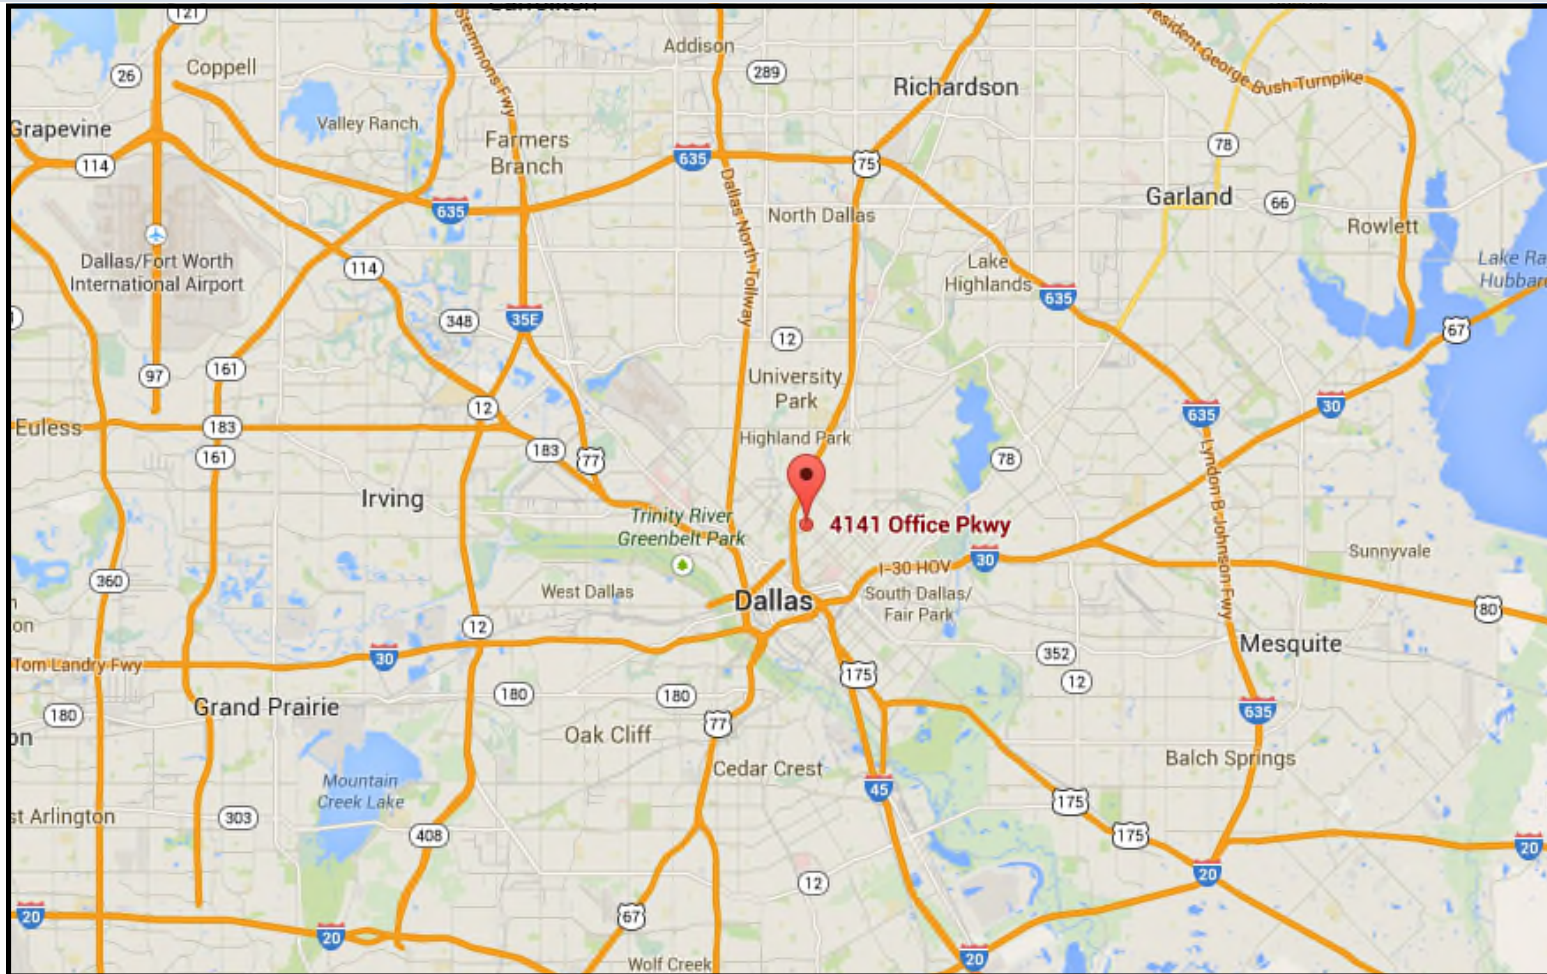 121
Stemmons Fwy
Addison
President George Bush Turnpike
26
Coppell
289
Richardson
Grapevine
Valley Ranch
Farmers
Branch
78
114
635
75
Garland
66
635
North Dallas
Rowlett
Dallas North Tollway
Dallas/Fort Worth
International Airport
114
Lake
Highlands
635
Lake Ra
Hubbard
348
35E
12
67
97
161
University
Park
12
635
30
Euless
183
161
183
77
Highland Park
78
Irving
Lyndon B Johnson Fwy
Trinity River
Greenbelt Park
4141 Office Pkwy
360
West Dallas
I-30 HOV
30
Sunnyvale
Dallas
South Dallas/
Fair Park
80
on
12
Tom Landry Fwy
30
352
12
Mesquite
175
180
Grand Prairie
180
180
77
635
on
Oak Cliff
Cedar Crest
Balch Springs
Mountain
Creek Lake
45
175
st Arlington
303
408
175
20
20
12
20
20
67
20
Wolf Creek